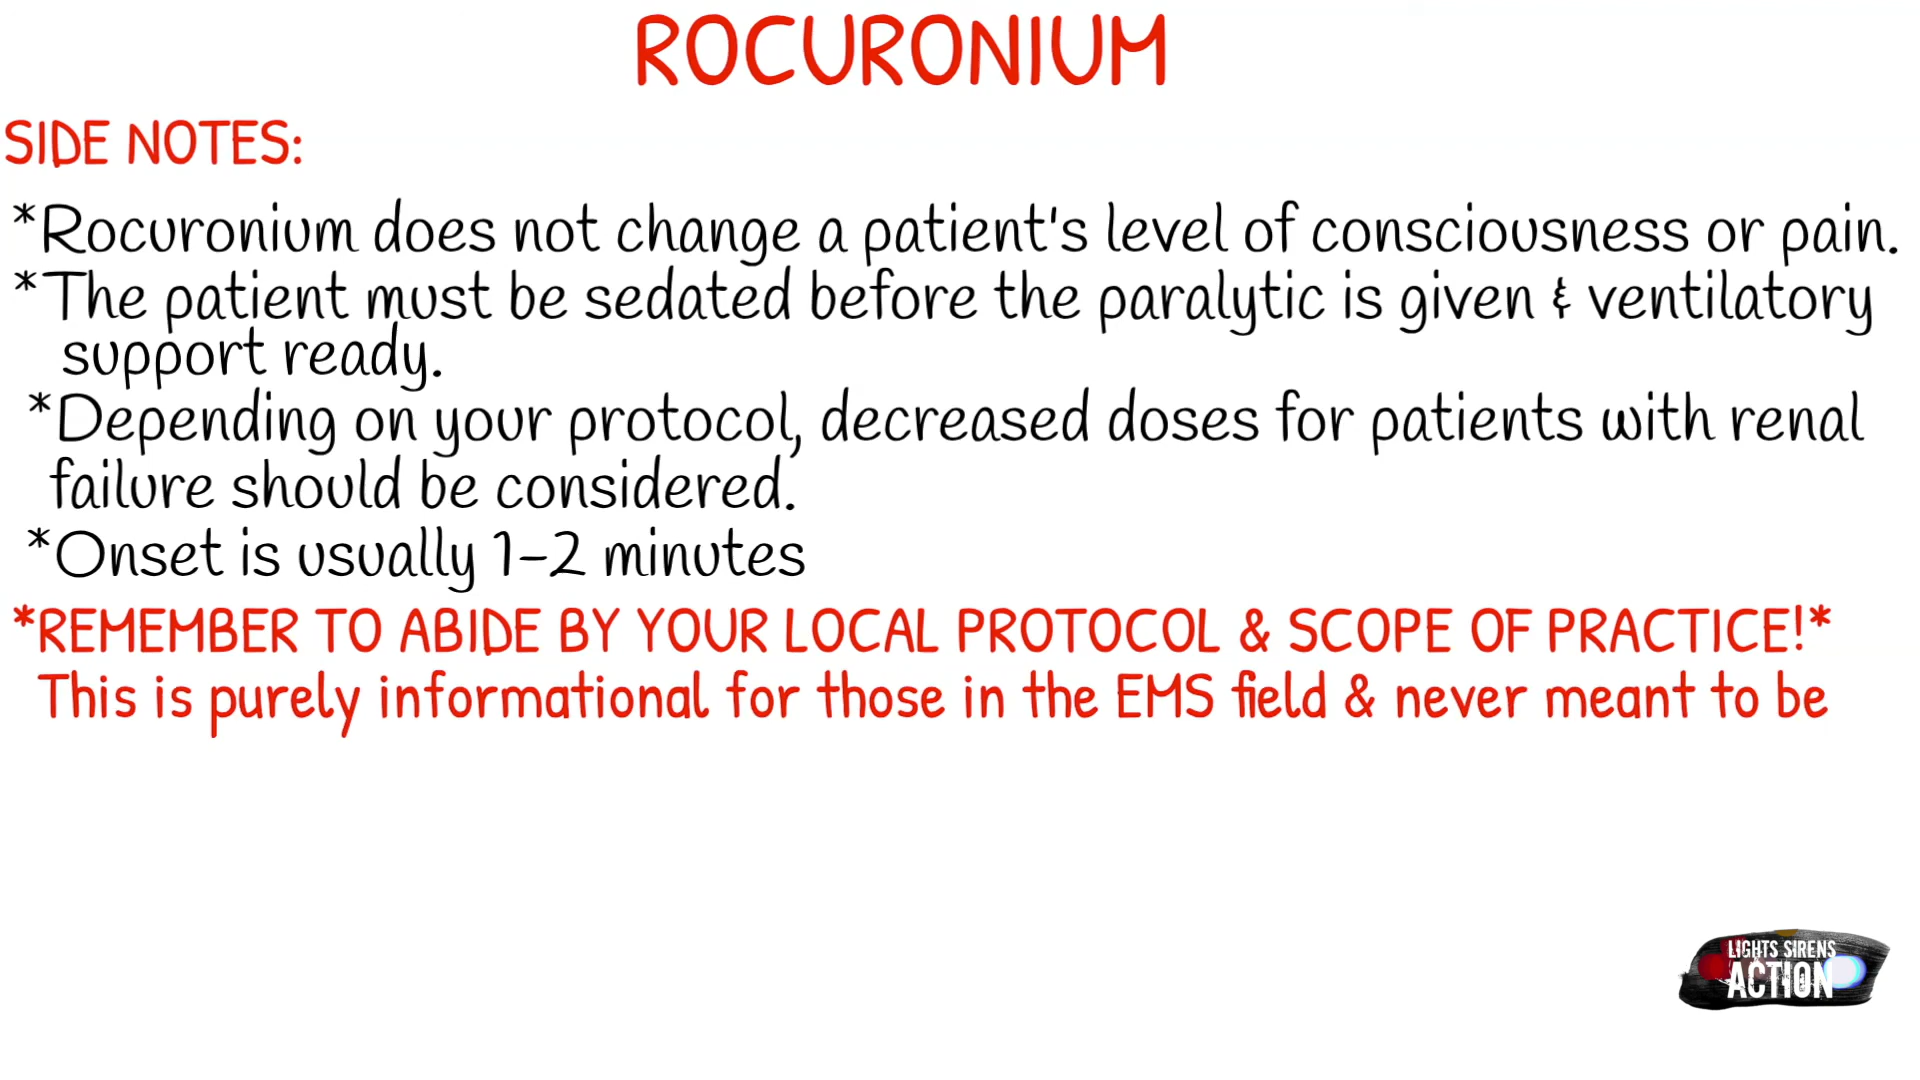 ROCURONIUM
SIDE NOTES:
*Rocuronium does not change a patient's level of consciousness or pain.
*The patient must be sedated before the paralytic is given & ventilatory
support ready.
*Depending on your protocol, decreased doses for patients with renal
failure should be considered.
*Onset is usually 1-2 minutes
*REMEMBER TO ABIDE BY YOUR LOCAL PROTOCOL & SCOPE OF PRACTICE!*
This is purely informational for those in the EMS field & never meant to be
LIGHTS SIRENS
ACTION